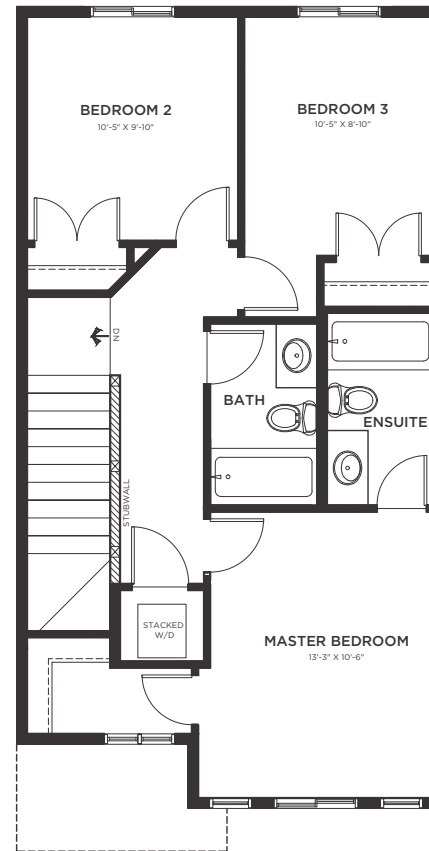 BEDROOM 2
10'-5" X 9'-10"
BEDROOM 3
10'-5" X 8'-10"
DN
BATH
ENSUITE
STUBWALL
STACKED
W/D
MASTER BEDROOM
13'-3" X 10'-6"